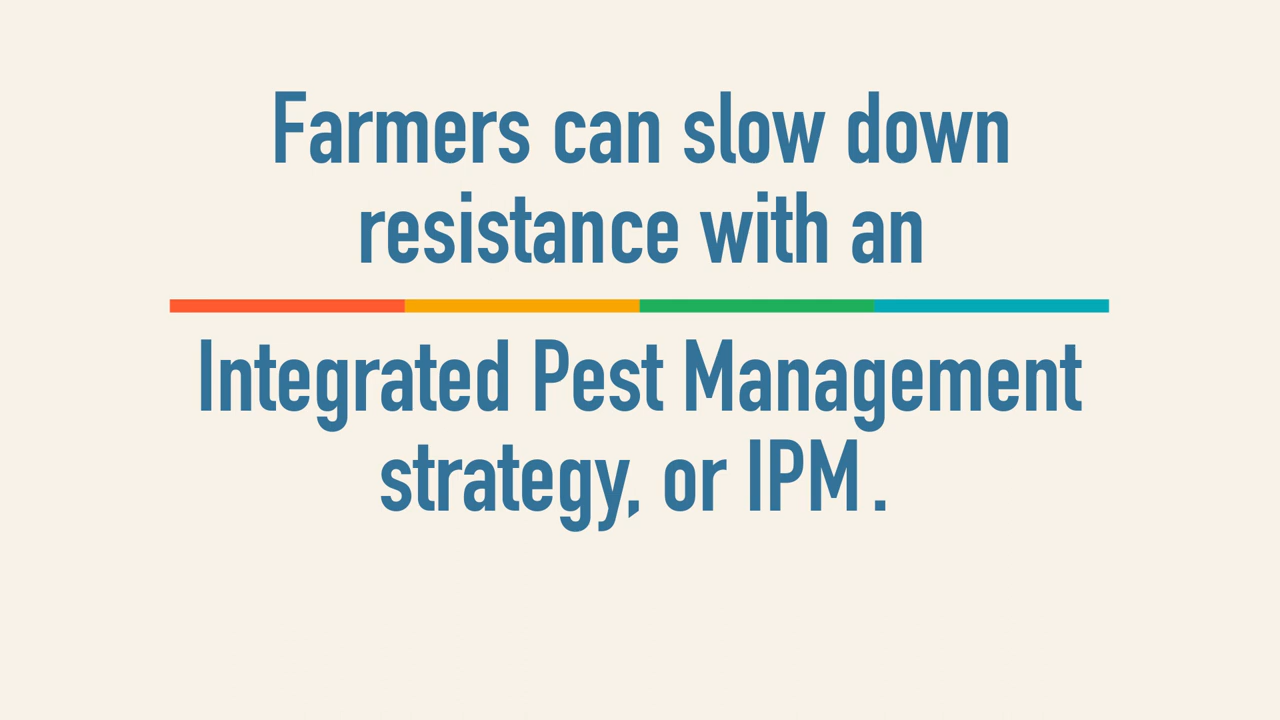 Farmers can slow down
resistance with an
Integrated Pest Management
strategy, or IPM.